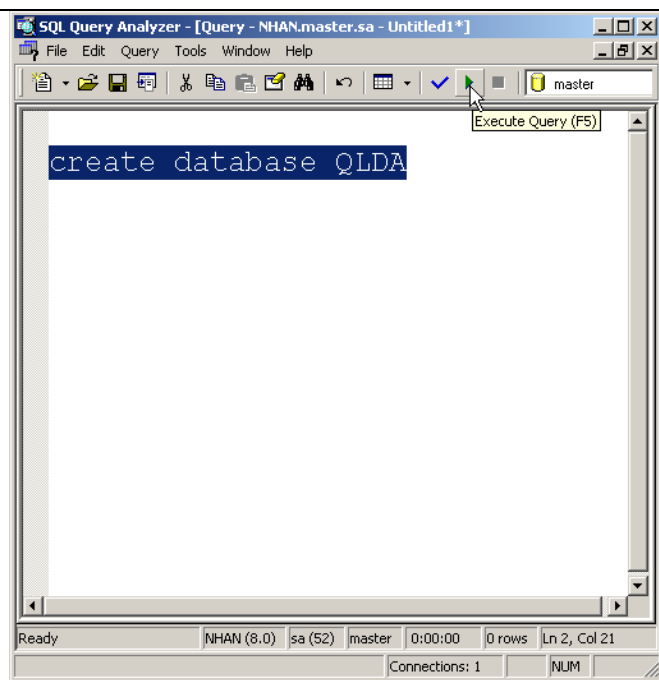 SQL Query Analyzer - [Query - NHAN.master.sa - Untitled1*]
File Edit Query Tools Window Help
master
Execute Query (F5)
create database QLDA
Ready NHAN (8.0) sa (52) master 0:00:00 0 rows Ln 2, Col 21
Connections: 1 NUM